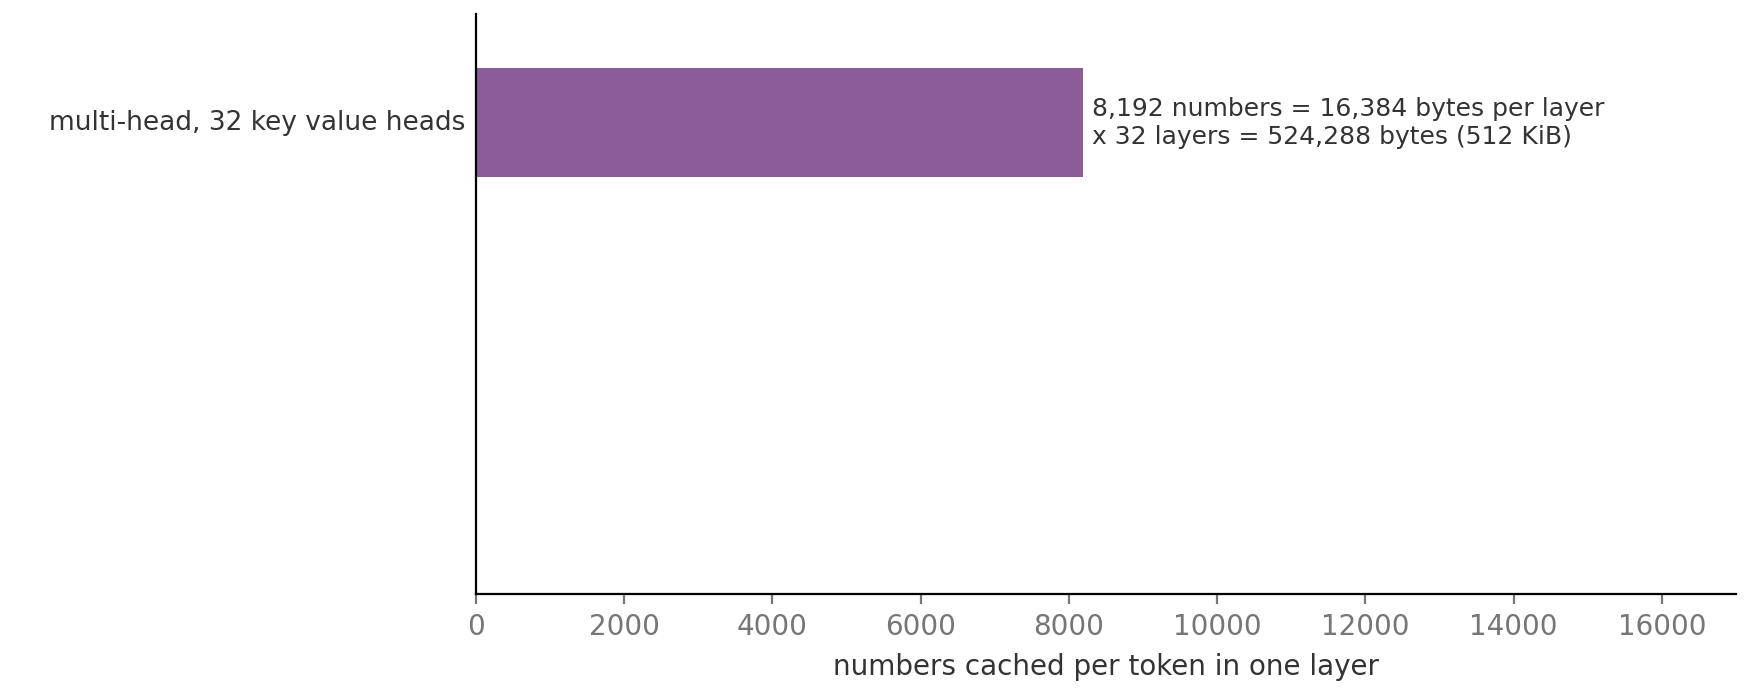 multi-head, 32 key value heads
8,192 numbers = 16,384 bytes per layer
x 32 layers = 524,288 bytes (512 KiB)
0 2000 4000 6000 8000 10000 12000 14000 16000
numbers cached per token in one layer